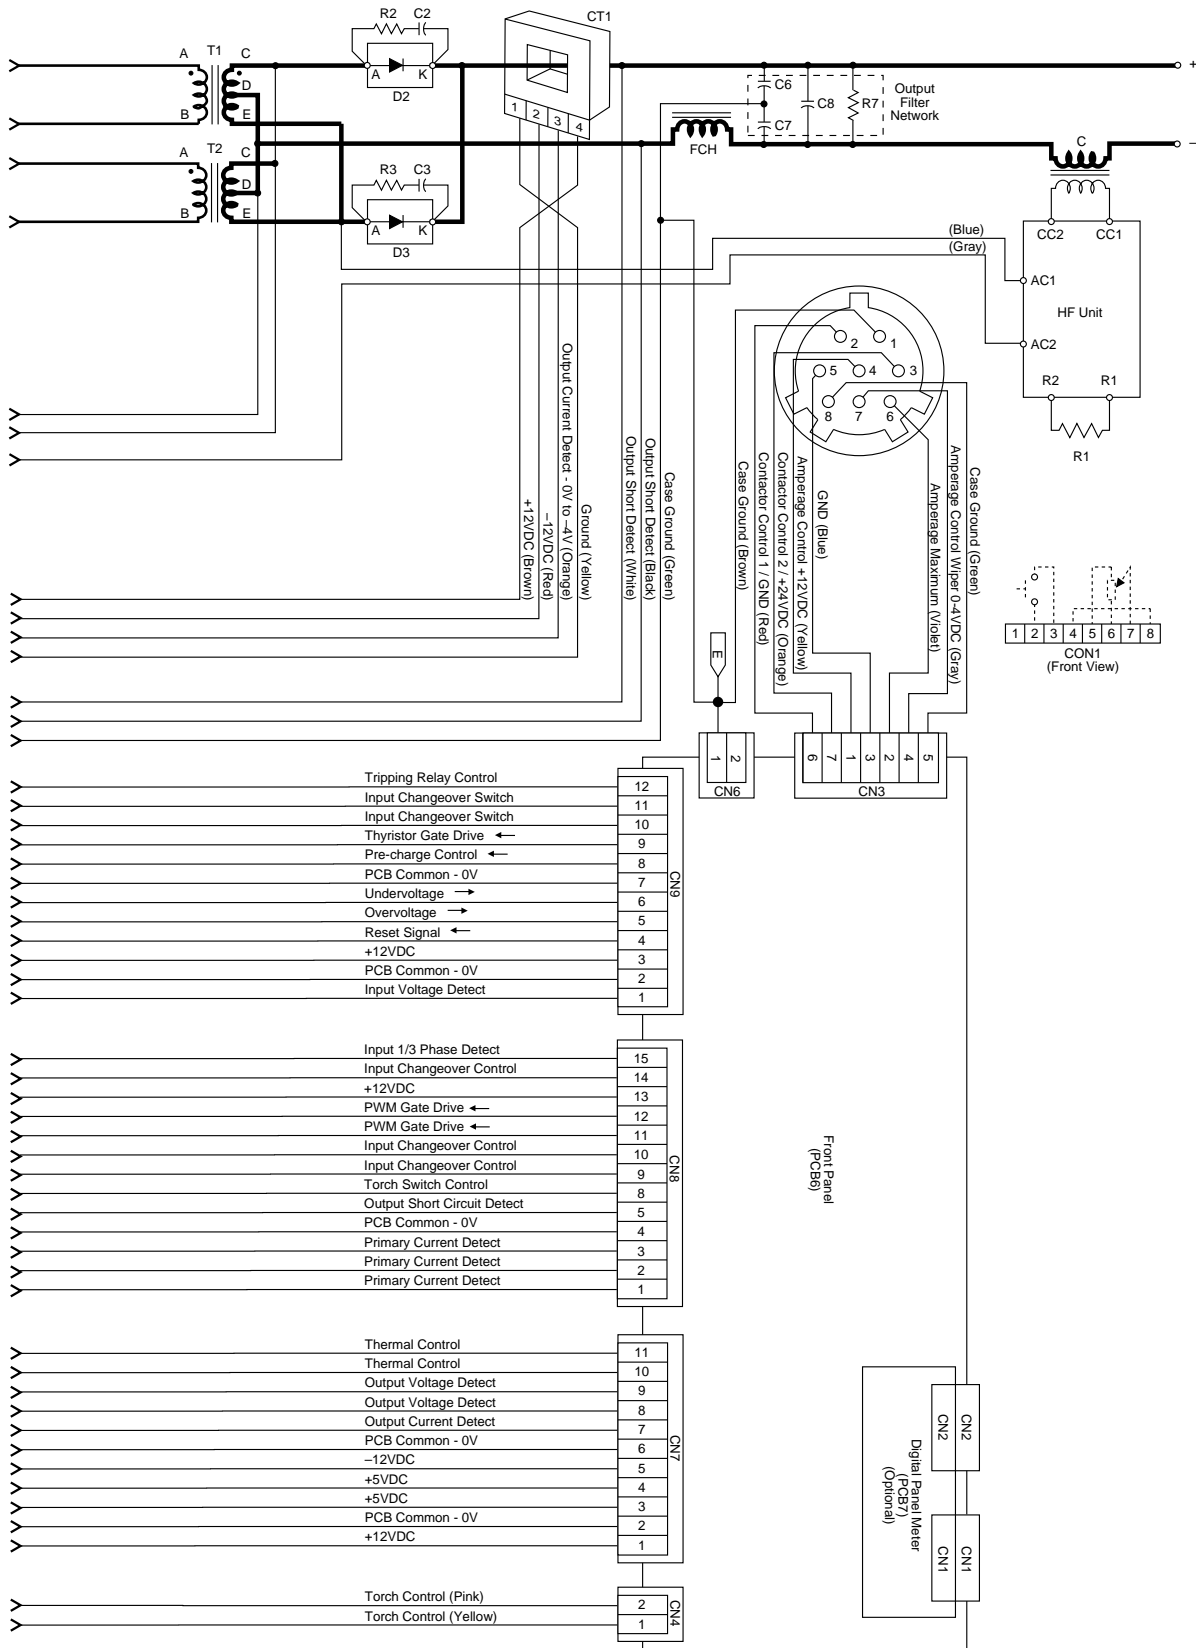 R2 C2
CT1
A T1 C
D
B E
A K
D2
1 2 3 4
C6
C7
C8
R7
Output
Filter
Network
+
FCH
C
–
A T2 C
D
B E
R3 C3
A K
D3
(Blue)
(Gray)
CC2 CC1
AC1
HF Unit
AC2
R2 R1
R1
2 1
5 4 3
8 7 6
+12VDC (Brown)
–12VDC (Red)
Output Current Detect - 0V to –4V (Orange)
Ground (Yellow)
Output Short Detect (White)
Output Short Detect (Black)
Case Ground (Green)
Case Ground (Brown)
Contactor Control 1 / GND (Red)
Contactor Control 2 / +24VDC (Orange)
Amperage Control +12VDC (Yellow)
GND (Blue)
Amperage Maximum (Violet)
Amperage Control Wiper 0-4VDC (Gray)
Case Ground (Green)
1 2 3 4 5 6 7 8
CON1
(Front View)
E
1 2
CN6
6 7 1 3 2 4 5
CN3
Tripping Relay Control 12
Input Changeover Switch 11
Input Changeover Switch 10
Thyristor Gate Drive ← 9
Pre-charge Control ← 8
PCB Common - 0V 7
Undervoltage → 6
Overvoltage → 5
Reset Signal ← 4
+12VDC 3
PCB Common - 0V 2
Input Voltage Detect 1
CN9
Input 1/3 Phase Detect 15
Input Changeover Control 14
+12VDC 13
PWM Gate Drive ← 12
PWM Gate Drive ← 11
Input Changeover Control 10
Input Changeover Control 9
Torch Switch Control 8
Output Short Circuit Detect 5
PCB Common - 0V 4
Primary Current Detect 3
Primary Current Detect 2
Primary Current Detect 1
CN8
Front Panel
(PCB6)
Thermal Control 11
Thermal Control 10
Output Voltage Detect 9
Output Voltage Detect 8
Output Current Detect 7
PCB Common - 0V 6
–12VDC 5
+5VDC 4
+5VDC 3
PCB Common - 0V 2
+12VDC 1
CN7
Digital Panel Meter
(PCB7)
(Optional)
CN2 CN2
CN1 CN1
Torch Control (Pink) 2
Torch Control (Yellow) 1
CN4